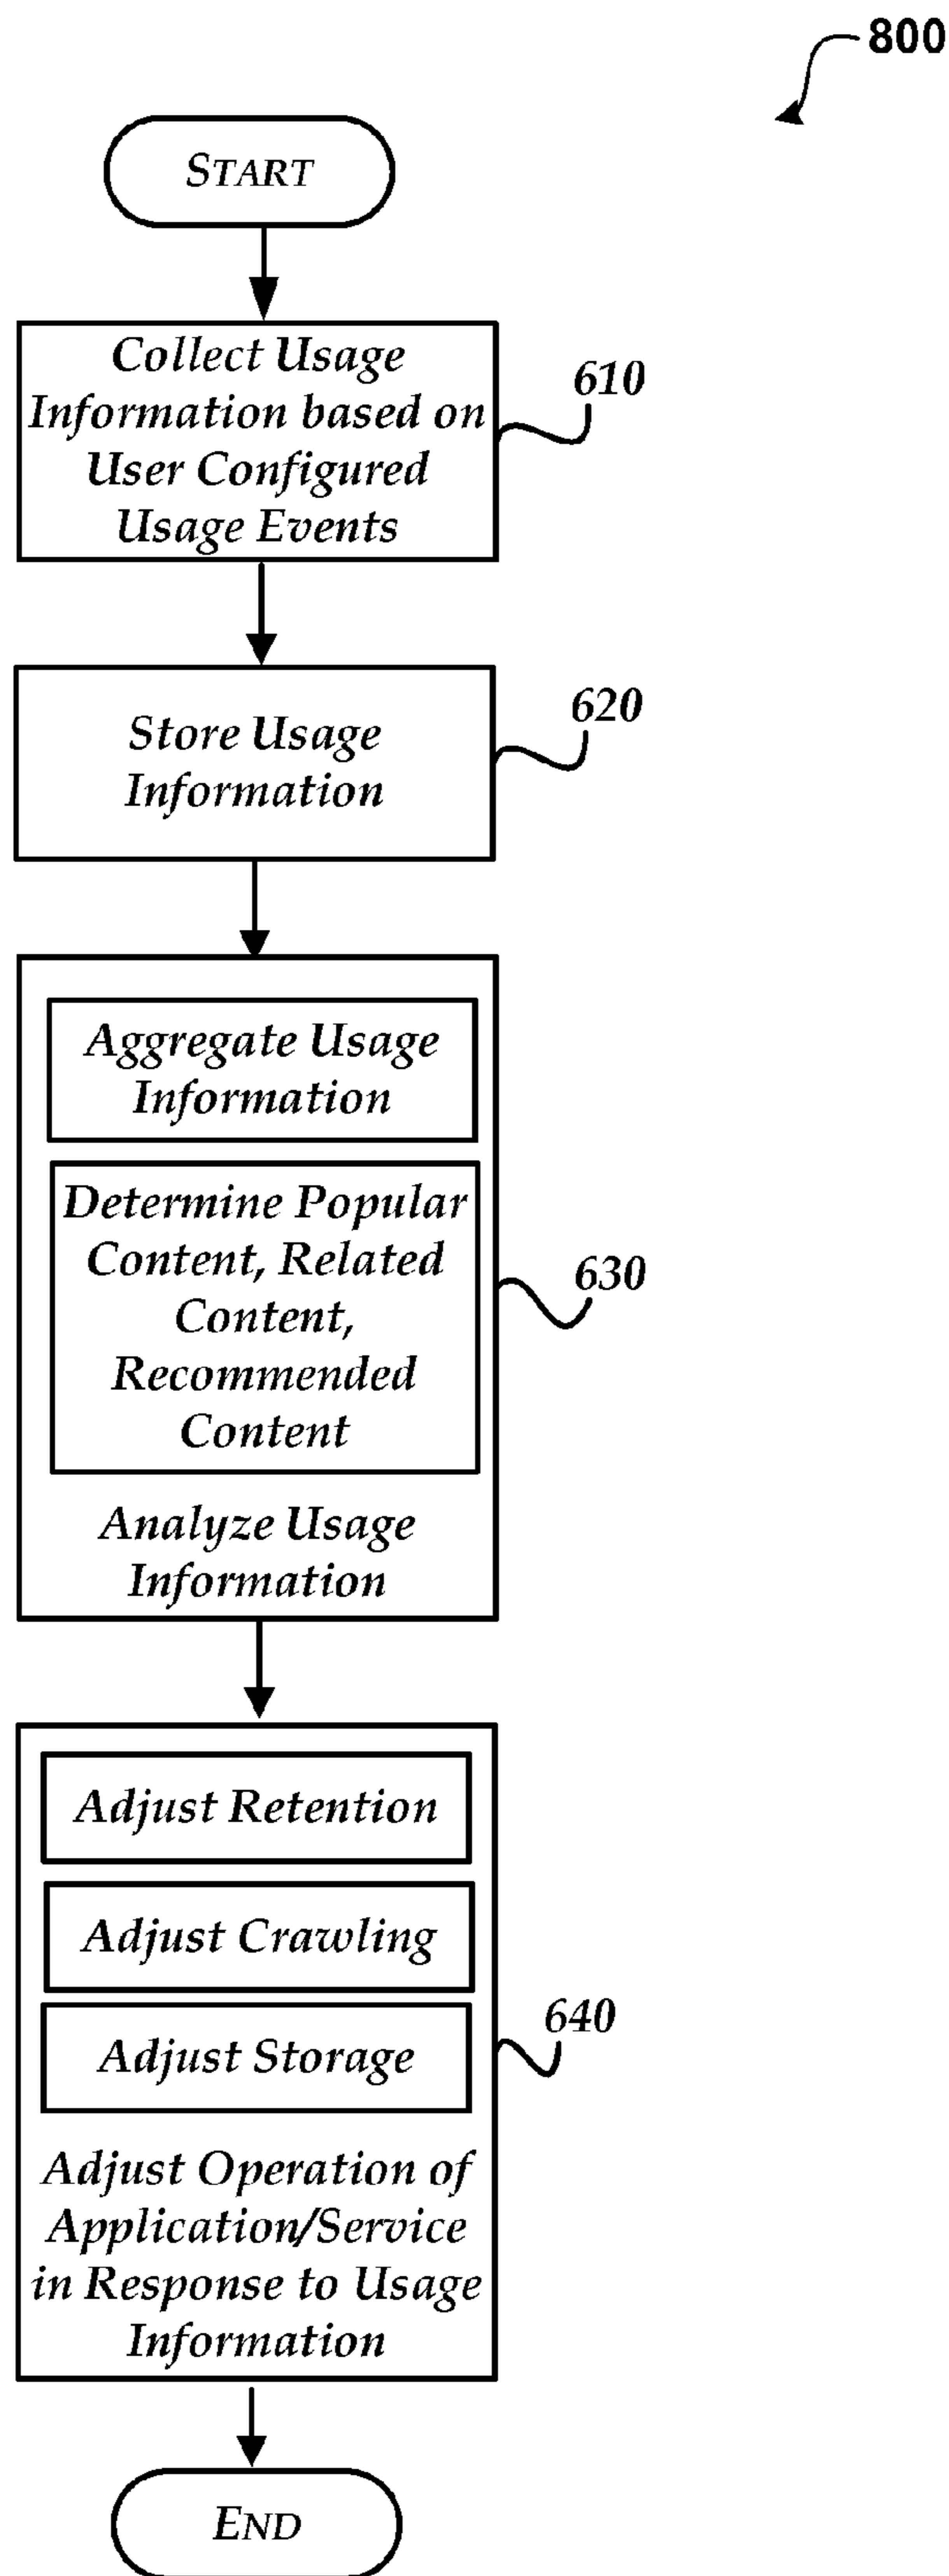 800
START
Collect Usage
Information based on
User Configured
Usage Events
610
Store Usage
Information
620
Aggregate Usage
Information
Determine Popular
Content, Related
Content,
Recommended
Content
630
Analyze Usage
Information
Adjust Retention
Adjust Crawling
Adjust Storage
640
Adjust Operation of
Application/Service
in Response to Usage
Information
END